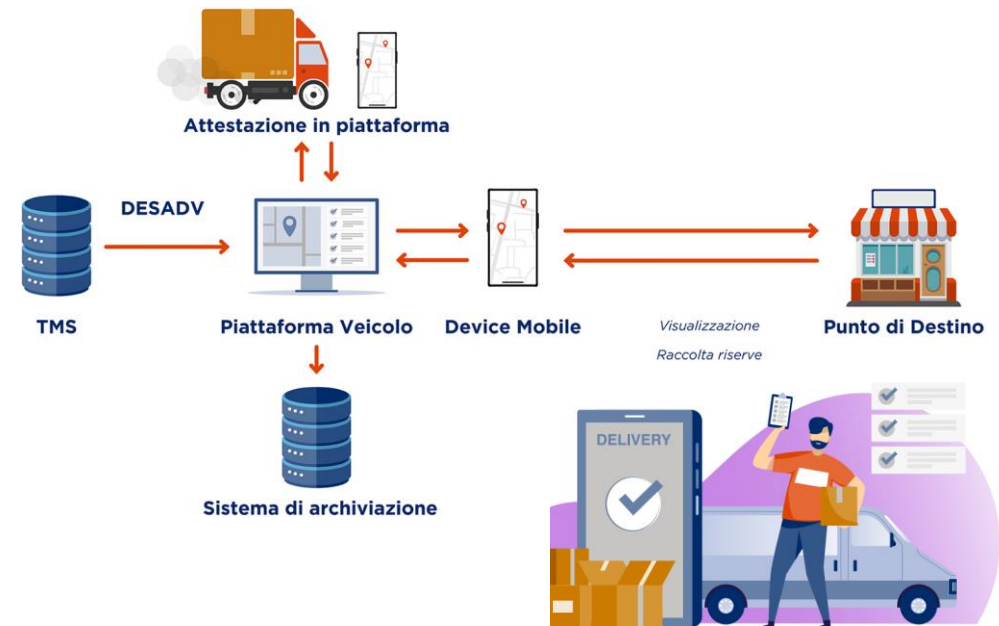 Attestazione in piattaforma
DESADV
TMS
Piattaforma Veicolo
Device Mobile
Visualizzazione
Raccolta riserve
Punto di Destino
Sistema di archiviazione
DELIVERY